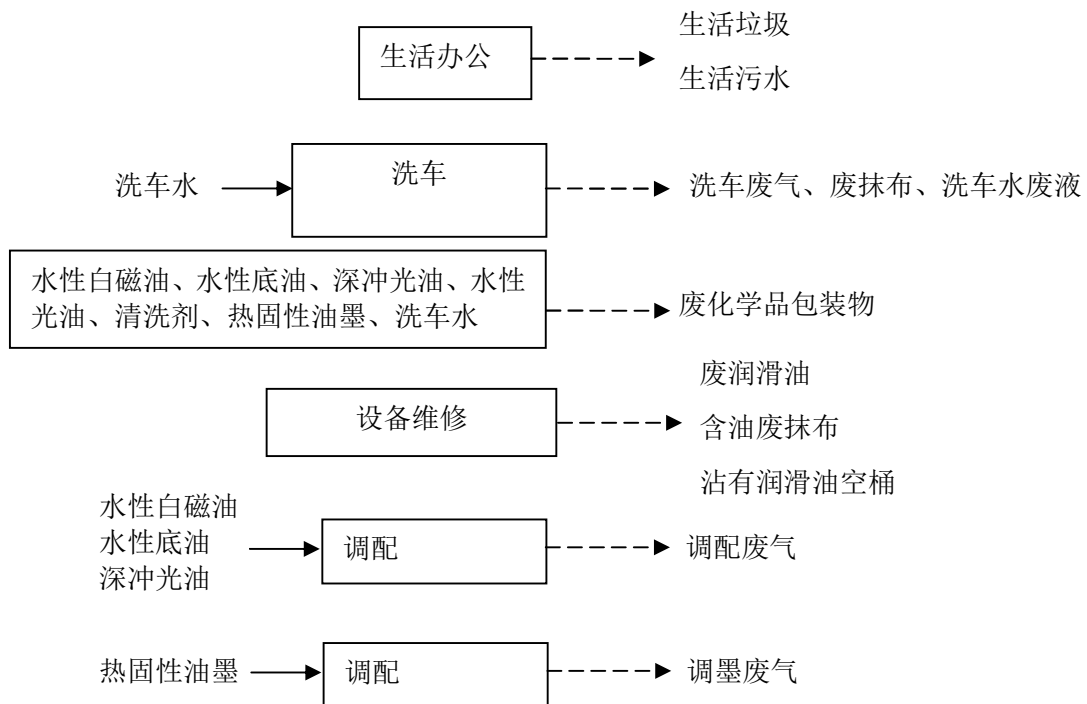 生活办公
生活垃圾
生活污水
洗车水
洗车
洗车废气、废抹布、洗车水废液
水性白磁油、水性底油、深冲光油、水性
光油、清洗剂、热固性油墨、洗车水
废化学品包装物
设备维修
废润滑油
含油废抹布
沾有润滑油空桶
水性白磁油
水性底油
深冲光油
调配
调配废气
热固性油墨
调配
调墨废气